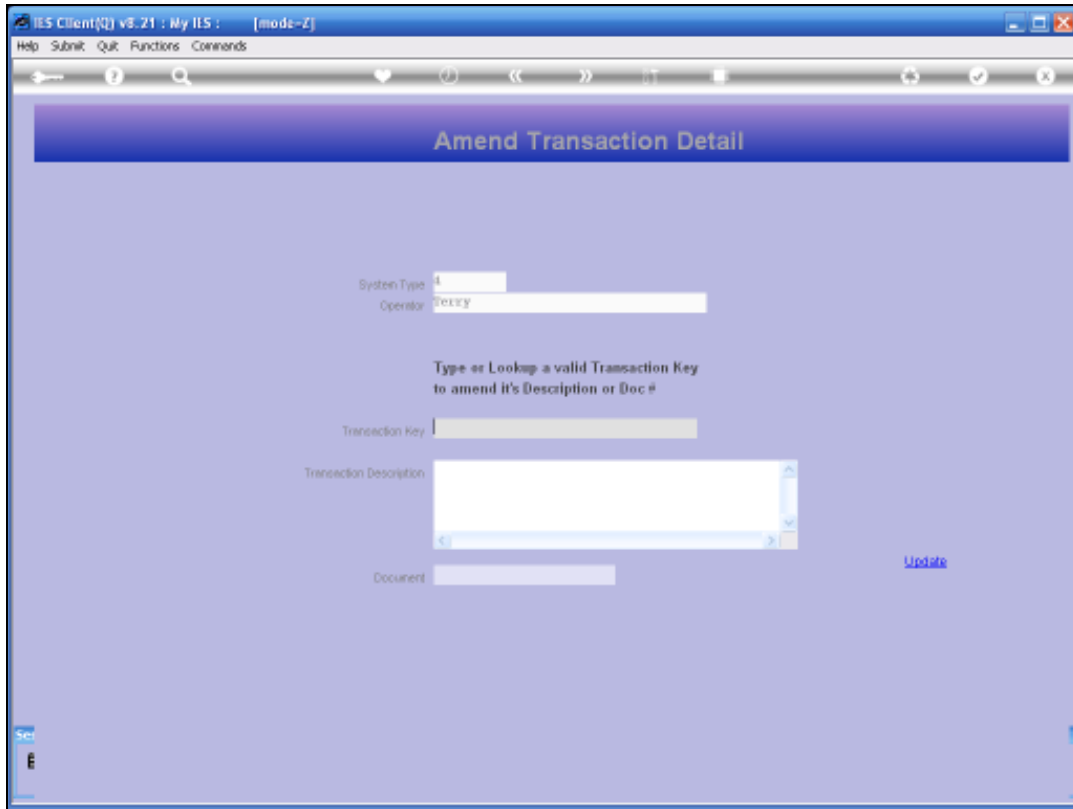 IES Client(Q) v8.21 : My IES : [mode=Z]
Help Submit Quit Functions Commands
Amend Transaction Detail
System Type 4
Operator Terry
Type or Lookup a valid Transaction Key
to amend it's Description or Doc #
Transaction Key
Transaction Description
Update
Document
Ser